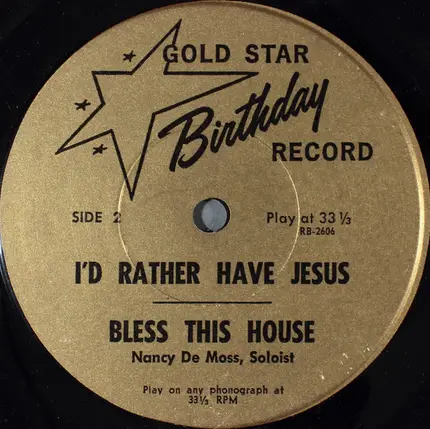 GOLD STAR
Birthday
RECORD
SIDE 2
Play at 33 ⅓
RB-2606
I'D RATHER HAVE JESUS
BLESS THIS HOUSE
Nancy De Moss, Soloist
Play on any phonograph at
33⅓ RPM